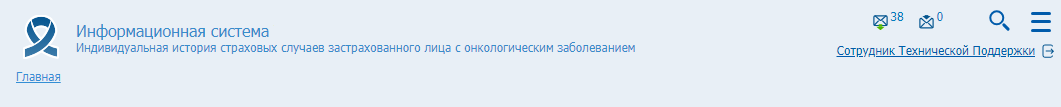 38 0
Информационная система
Индивидуальная история страховых случаев застрахованного лица с онкологическим заболеванием
Сотрудник Технической Поддержки
Главная